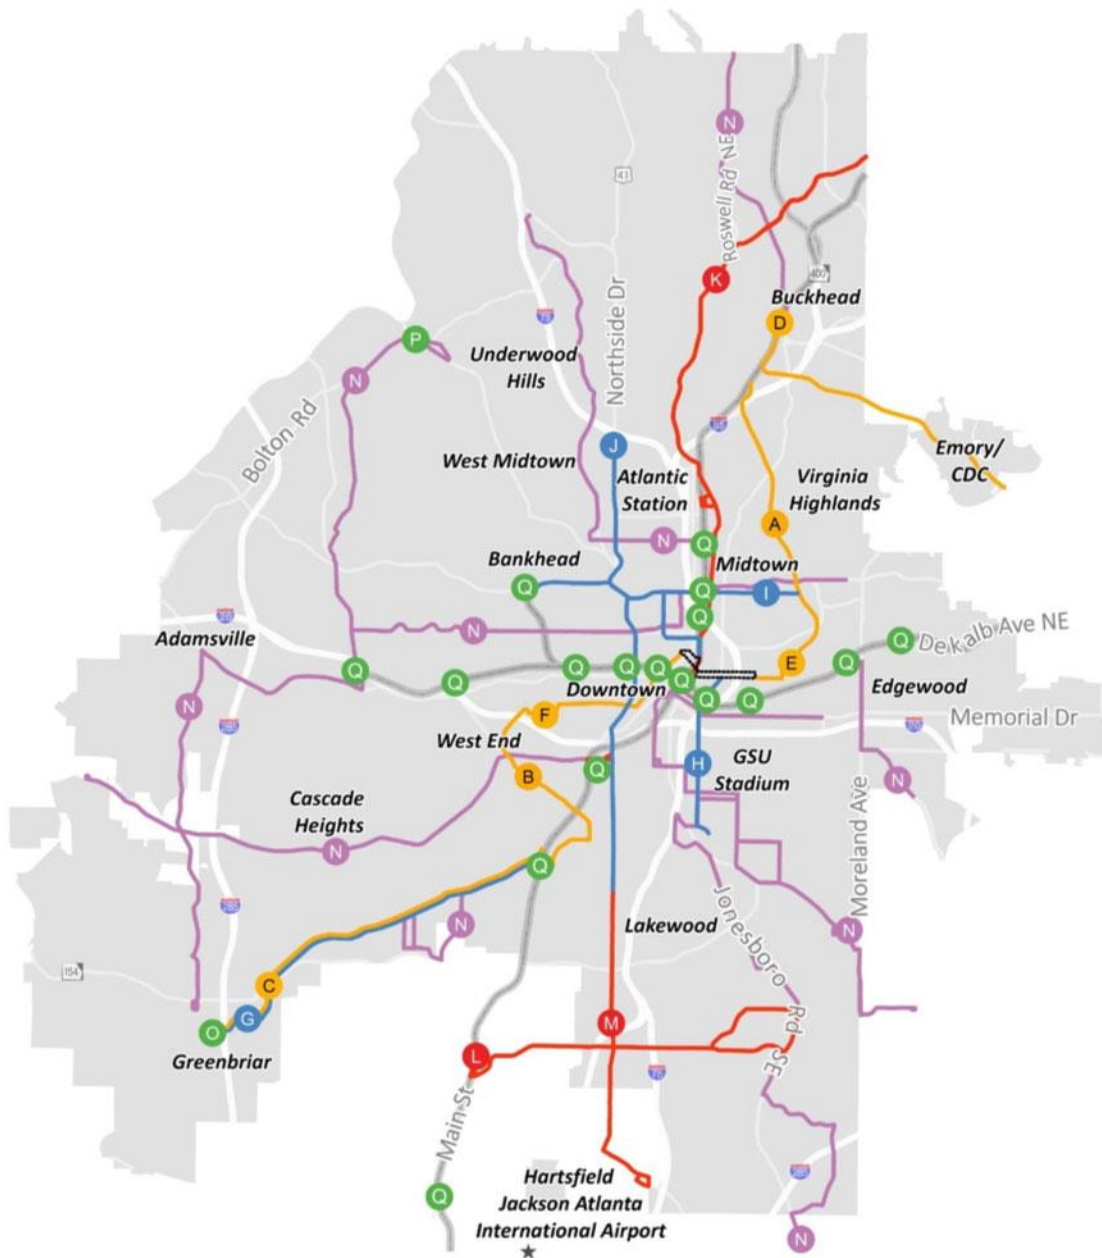 N
Roswell Rd NE
41
K
400
Buckhead
D
75
Northside Dr
P
Underwood
Hills
N
85
Bolton Rd
J
Emory/
CDC
West Midtown
Atlantic
Station
Virginia
Highlands
A
N
Q
Bankhead
Midtown
Q
Q
I
Q
Adamsville
N
Q
De kalb Ave NE
Q
Q
Q
Q
Q
Q
E
Q
Downtown
Q
Edgewood
N
Q
Q
F
Memorial Dr
20
285
West End
Q
B
H
GSU
Stadium
N
Cascade
Heights
N
Moreland Ave
Q
285
N
Lakewood
Jonesboro Rd SE
N
154
C
G
O
Greenbriar
M
L
75
Main St
285
Hartsfield
Jackson Atlanta
International Airport
Q
N